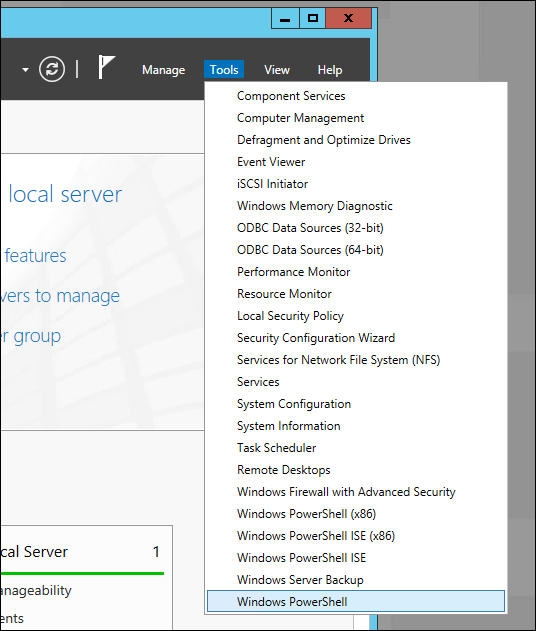 Manage Tools View Help
Component Services
Computer Management
Defragment and Optimize Drives
Event Viewer
iSCSI Initiator
Windows Memory Diagnostic
ODBC Data Sources (32-bit)
ODBC Data Sources (64-bit)
Performance Monitor
Resource Monitor
Local Security Policy
Security Configuration Wizard
Services for Network File System (NFS)
Services
System Configuration
System Information
Task Scheduler
Remote Desktops
Windows Firewall with Advanced Security
Windows PowerShell (x86)
Windows PowerShell ISE (x86)
Windows PowerShell ISE
Windows Server Backup
Windows PowerShell
local server
features
vers to manage
er group
cal Server 1
nageability
ents